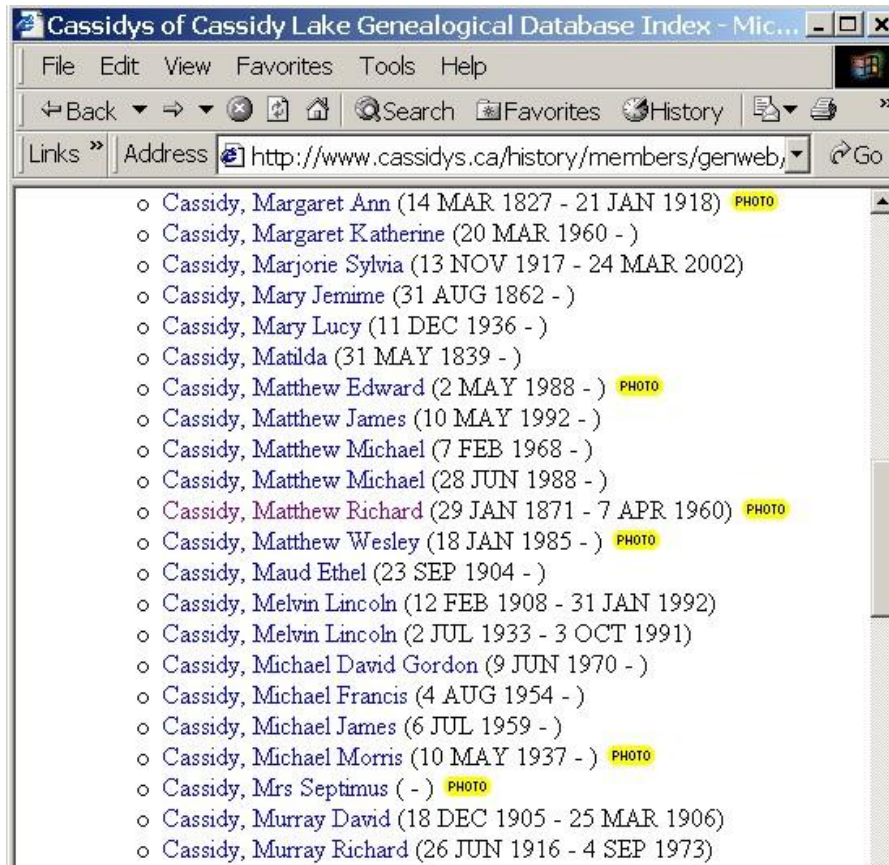 Cassidys of Cassidy Lake Genealogical Database Index - Mic...
File Edit View Favorites Tools Help
Back Search Favorites History
Links » Address http://www.cassidys.ca/history/members/genweb/ Go
Cassidy, Margaret Ann (14 MAR 1827 - 21 JAN 1918) PHOTO
Cassidy, Margaret Katherine (20 MAR 1960 - )
Cassidy, Marjorie Sylvia (13 NOV 1917 - 24 MAR 2002)
Cassidy, Mary Jemime (31 AUG 1862 - )
Cassidy, Mary Lucy (11 DEC 1936 - )
Cassidy, Matilda (31 MAY 1839 - )
Cassidy, Matthew Edward (2 MAY 1988 - ) PHOTO
Cassidy, Matthew James (10 MAY 1992 - )
Cassidy, Matthew Michael (7 FEB 1968 - )
Cassidy, Matthew Michael (28 JUN 1988 - )
Cassidy, Matthew Richard (29 JAN 1871 - 7 APR 1960) PHOTO
Cassidy, Matthew Wesley (18 JAN 1985 - ) PHOTO
Cassidy, Maud Ethel (23 SEP 1904 - )
Cassidy, Melvin Lincoln (12 FEB 1908 - 31 JAN 1992)
Cassidy, Melvin Lincoln (2 JUL 1933 - 3 OCT 1991)
Cassidy, Michael David Gordon (9 JUN 1970 - )
Cassidy, Michael Francis (4 AUG 1954 - )
Cassidy, Michael James (6 JUL 1959 - )
Cassidy, Michael Morris (10 MAY 1937 - ) PHOTO
Cassidy, Mrs Septimus ( - ) PHOTO
Cassidy, Murray David (18 DEC 1905 - 25 MAR 1906)
Cassidy, Murray Richard (26 JUN 1916 - 4 SEP 1973)